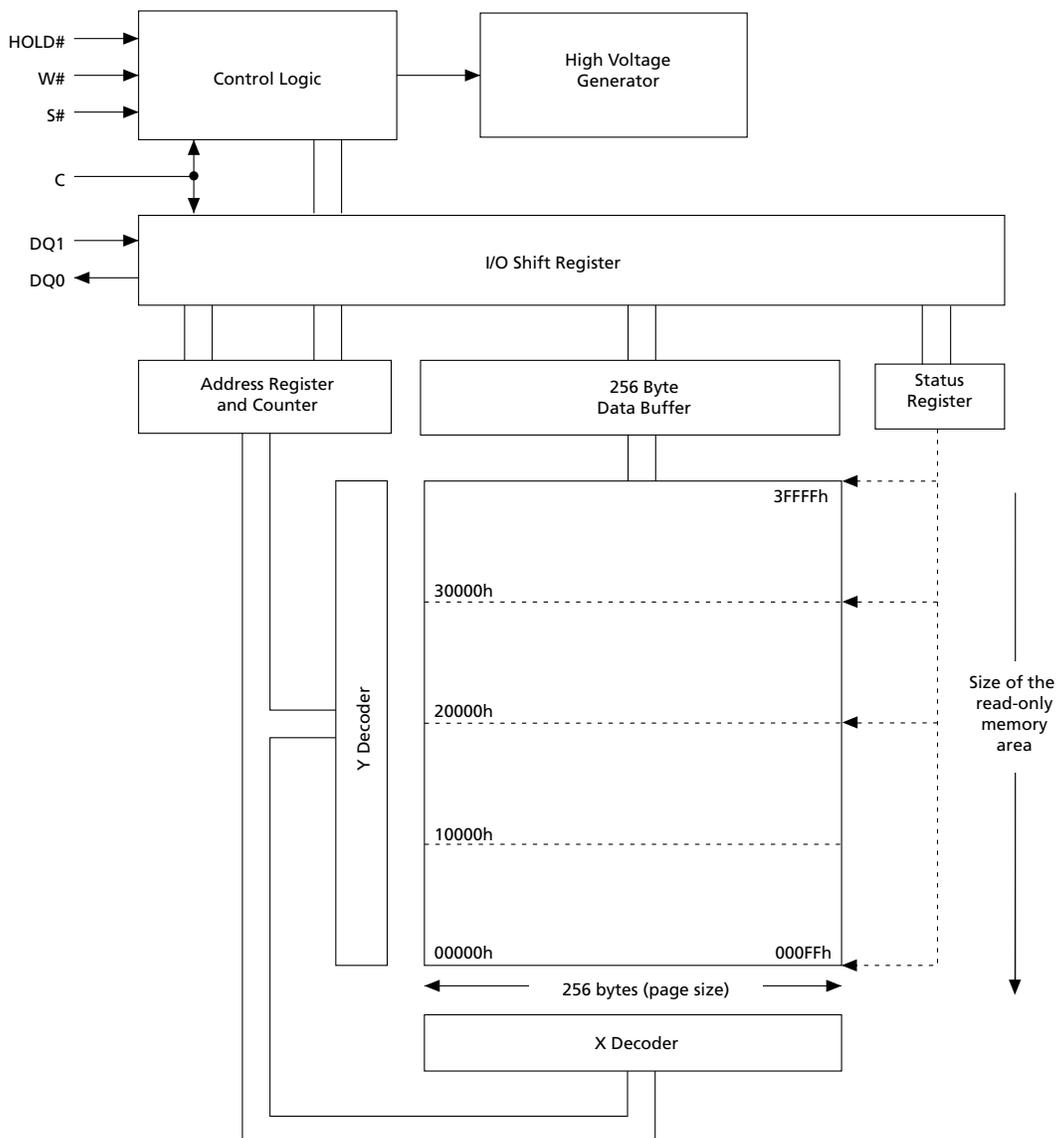 HOLD#
W#
S#
Control Logic
High Voltage
Generator
C
DQ1
DQ0
I/O Shift Register
Address Register
and Counter
256 Byte
Data Buffer
Status
Register
3FFFFh
30000h
20000h
10000h
00000h
000FFh
Y Decoder
Size of the
read-only
memory
area
256 bytes (page size)
X Decoder